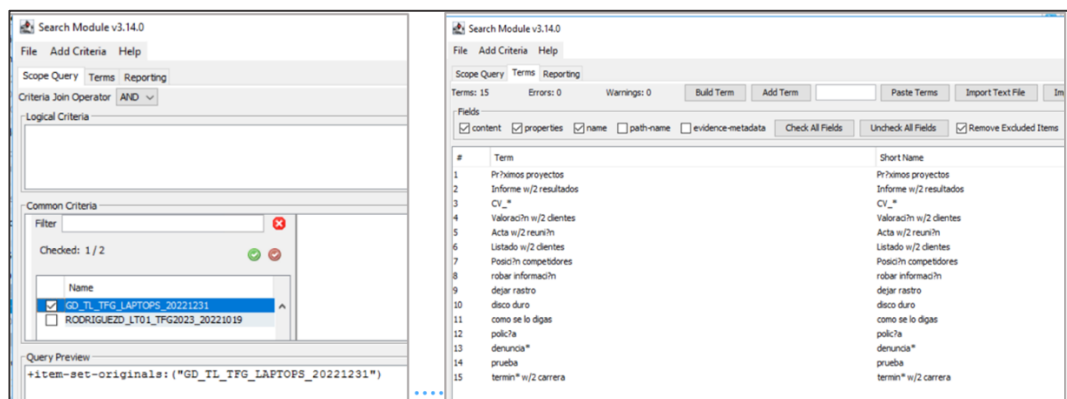 Search Module v3.14.0
File Add Criteria Help
Scope Query Terms Reporting
Criteria Join Operator AND
Logical Criteria
Common Criteria
Filter
Checked: 1 / 2
Name
GD_TL_TFG_LAPTOPS_20221231
RODRIGUEZD_LT01_TFG2023_20221019
Query Preview
+item-set-originals:("GD_TL_TFG_LAPTOPS_20221231")
Search Module v3.14.0
File Add Criteria Help
Scope Query Terms Reporting
Terms: 15 Errors: 0 Warnings: 0 Build Term Add Term Paste Terms Import Text File Im
Fields
content properties name path-name evidence-metadata Check All Fields Uncheck All Fields Remove Excluded Items
# Term Short Name
1 Pr?ximos proyectos Pr?ximos proyectos
2 Informe w/2 resultados Informe w/2 resultados
3 CV_* CV_*
4 Valoraci?n w/2 clientes Valoraci?n w/2 clientes
5 Acta w/2 reuni?n Acta w/2 reuni?n
6 Listado w/2 clientes Listado w/2 clientes
7 Posici?n competidores Posici?n competidores
8 robar informaci?n robar informaci?n
9 dejar rastro dejar rastro
10 disco duro disco duro
11 como se lo digas como se lo digas
12 polic?a polic?a
13 denuncia* denuncia*
14 prueba prueba
15 termin* w/2 carrera termin* w/2 carrera